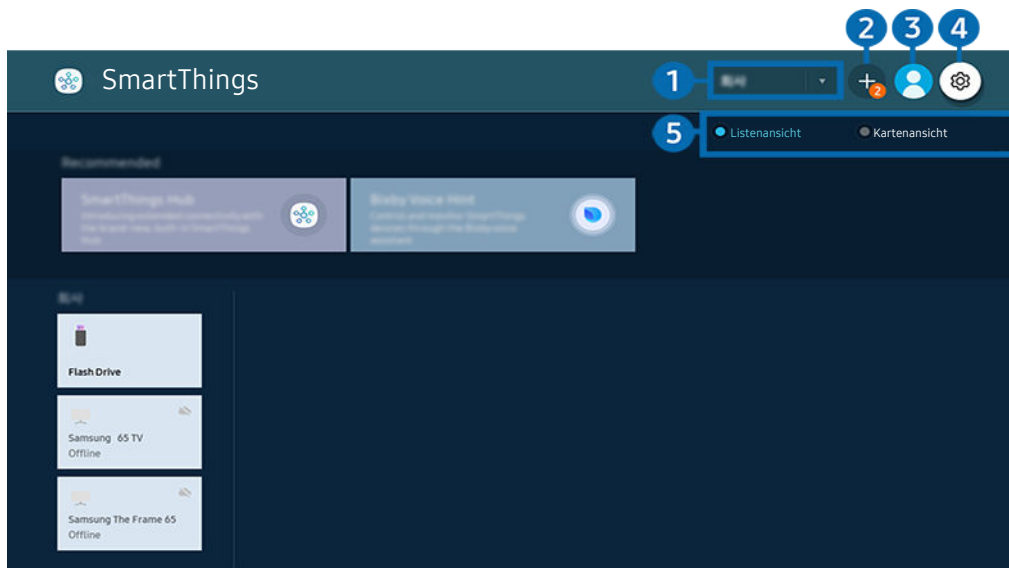 2 3 4
SmartThings
1
2
5
Listenansicht
Kartenansicht
Recommended
SmartThings Hub
Bixby Voice Hint
Flash Drive
Samsung 65 TV
Offline
Samsung The Frame 65
Offline